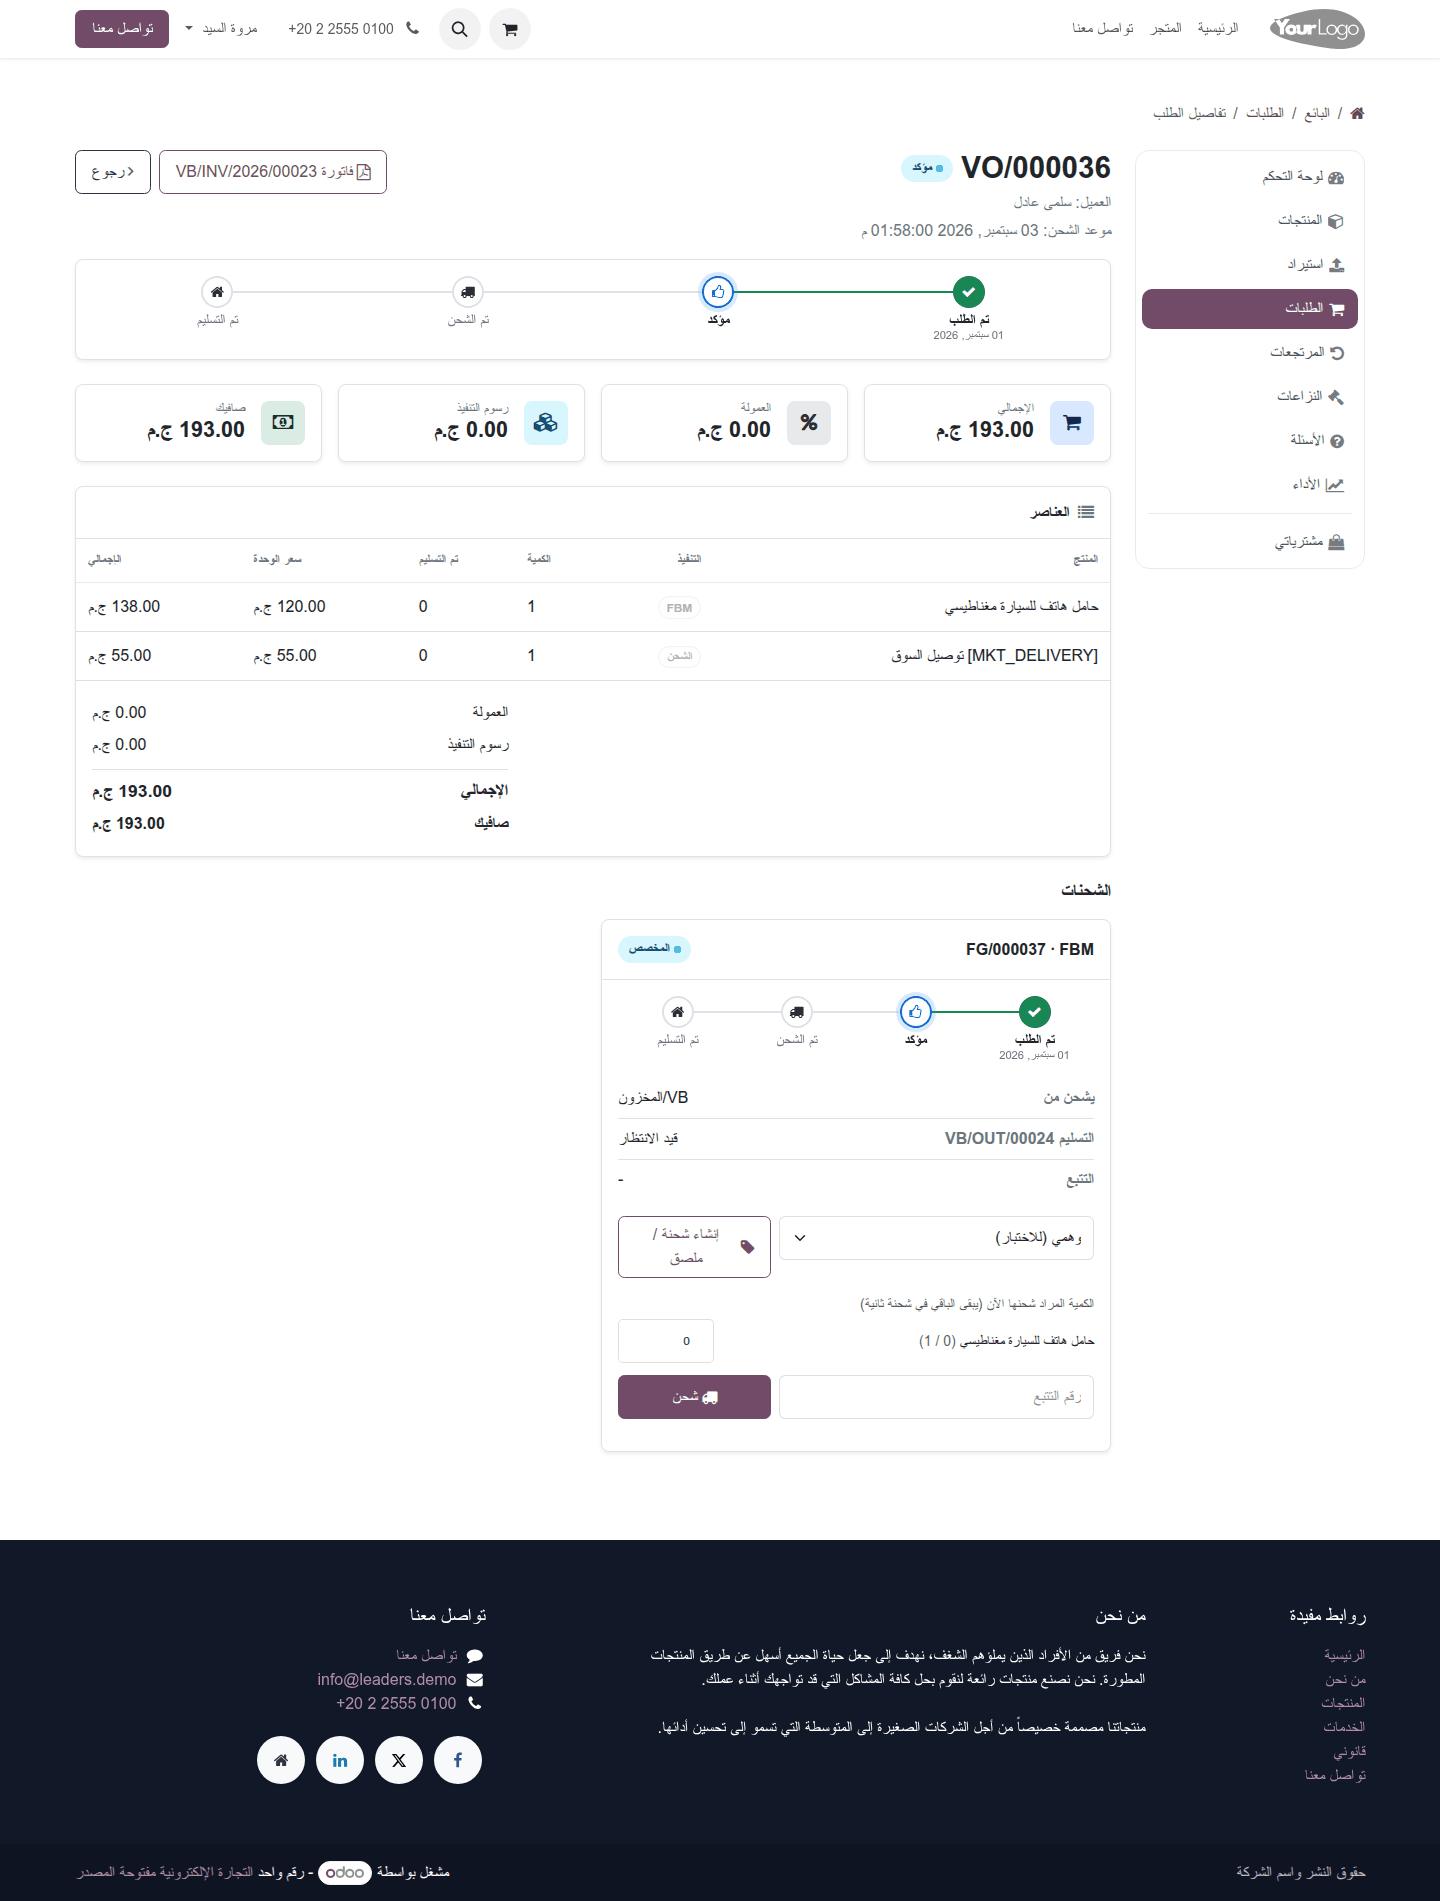 YourLogo
الرئيسية
المتجر
تواصل معنا
+20 2 2555 0100
مروة السيد
تواصل معنا
/ البائع / الطلبات / تفاصيل الطلب
لوحة التحكم
المنتجات
استيراد
الطلبات
المرتجعات
النزاعات
الأسئلة
الأداء
مشترياتي
VO/000036 مؤكد
العميل: سلمى عادل
موعد الشحن: 03 سبتمبر, 2026 01:58:00 م
فاتورة VB/INV/2026/00023
رجوع
تم الطلب
01 سبتمبر, 2026
مؤكد
تم الشحن
تم التسليم
الإجمالي
193.00 ج.م
العمولة
0.00 ج.م
رسوم التنفيذ
0.00 ج.م
صافيك
193.00 ج.م
العناصر
المنتج التنفيذ الكمية تم التسليم سعر الوحدة الإجمالي
حامل هاتف للسيارة مغناطيسي FBM 1 0 120.00 ج.م 138.00 ج.م
[MKT_DELIVERY] توصيل السوق الشحن 1 0 55.00 ج.م 55.00 ج.م
العمولة 0.00 ج.م
رسوم التنفيذ 0.00 ج.م
الإجمالي 193.00 ج.م
صافيك 193.00 ج.م
الشحنات
FG/000037 · FBM المخصص
تم الطلب
01 سبتمبر, 2026
مؤكد
تم الشحن
تم التسليم
يشحن من VB/المخزون
التسليم VB/OUT/00024 قيد الانتظار
التتبع -
وهمي (للاختبار)
إنشاء شحنة /
ملصق
الكمية المراد شحنها الآن (يبقى الباقي في شحنة ثانية)
حامل هاتف للسيارة مغناطيسي (0 / 1) 0
رقم التتبع
شحن
روابط مفيدة
الرئيسية
من نحن
المنتجات
الخدمات
قانوني
تواصل معنا
من نحن
نحن فريق من الأفراد الذين يملؤهم الشغف، نهدف إلى جعل حياة الجميع أسهل عن طريق المنتجات
المطورة. نحن نصنع منتجات رائعة لنقوم بحل كافة المشاكل التي قد تواجهك أثناء عملك.
منتجاتنا مصممة خصيصاً من أجل الشركات الصغيرة إلى المتوسطة التي تسمو إلى تحسين أدائها.
تواصل معنا
تواصل معنا
info@leaders.demo
+20 2 2555 0100
حقوق النشر واسم الشركة
مشغل بواسطة odoo - رقم واحد التجارة الإلكترونية مفتوحة المصدر